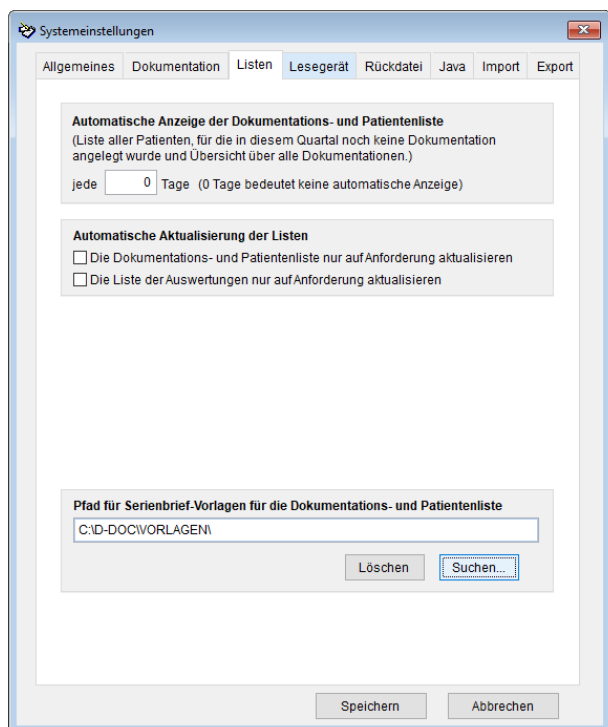 Systemeinstellungen
Allgemeines Dokumentation Listen Lesegerät Rückdatei Java Import Export
Automatische Anzeige der Dokumentations- und Patientenliste
(Liste aller Patienten, für die in diesem Quartal noch keine Dokumentation
angelegt wurde und Übersicht über alle Dokumentationen.)
jede 0 Tage (0 Tage bedeutet keine automatische Anzeige)
Automatische Aktualisierung der Listen
Die Dokumentations- und Patientenliste nur auf Anforderung aktualisieren
Die Liste der Auswertungen nur auf Anforderung aktualisieren
Pfad für Serienbrief-Vorlagen für die Dokumentations- und Patientenliste
C:\D-DOC\VORLAGEN\
Löschen Suchen...
Speichern Abbrechen